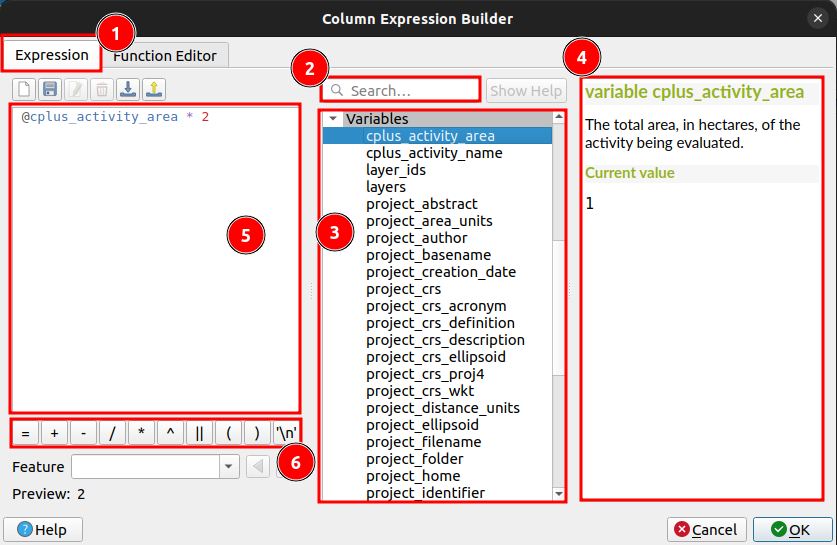 Column Expression Builder
1
Expression
Function Editor
2
4
Search...
Show Help
variable cplus_activity_area
@cplus_activity_area * 2
Variables
cplus_activity_area
The total area, in hectares, of the
activity being evaluated.
cplus_activity_name
layer_ids
Current value
layers
project_abstract
1
project_area_units
5
3
project_author
project_basename
project_creation_date
project_crs
project_crs_acronym
project_crs_definition
project_crs_description
project_crs_ellipsoid
project_crs_proj4
project_crs_wkt
project_distance_units
project_ellipsoid
project_filename
project_folder
project_home
project_identifier
= + - / * ^ || ( ) '\n'
6
Feature
Preview: 2
Help
Cancel
OK